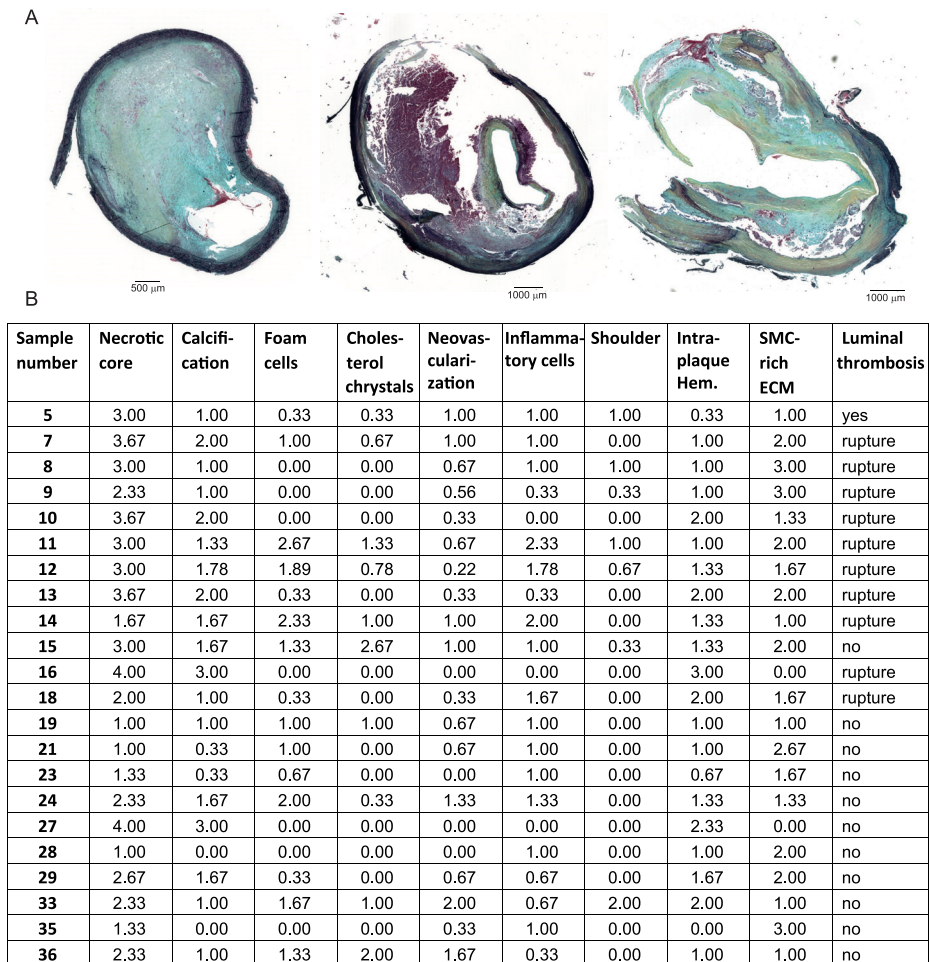 A
500 μm
1000 μm
1000 μm
B
Sample number Necrotic core Calcifi-cation Foam cells Choles-terol chrystals Neovas-culari-zation Inflamma-tory cells Shoulder Intra-plaque Hem. SMC-rich ECM Luminal thrombosis
5 3.00 1.00 0.33 0.33 1.00 1.00 1.00 0.33 1.00 yes
7 3.67 2.00 1.00 0.67 1.00 1.00 0.00 1.00 2.00 rupture
8 3.00 1.00 0.00 0.00 0.67 1.00 1.00 1.00 3.00 rupture
9 2.33 1.00 0.00 0.00 0.56 0.33 0.33 1.00 3.00 rupture
10 3.67 2.00 0.00 0.00 0.33 0.00 0.00 2.00 1.33 rupture
11 3.00 1.33 2.67 1.33 0.67 2.33 1.00 1.00 2.00 rupture
12 3.00 1.78 1.89 0.78 0.22 1.78 0.67 1.33 1.67 rupture
13 3.67 2.00 0.33 0.00 0.33 0.33 0.00 2.00 2.00 rupture
14 1.67 1.67 2.33 1.00 1.00 2.00 0.00 1.33 1.00 rupture
15 3.00 1.67 1.33 2.67 1.00 1.00 0.33 1.33 2.00 no
16 4.00 3.00 0.00 0.00 0.00 0.00 0.00 3.00 0.00 rupture
18 2.00 1.00 0.33 0.00 0.33 1.67 0.00 2.00 1.67 rupture
19 1.00 1.00 1.00 1.00 0.67 1.00 0.00 1.00 1.00 no
21 1.00 0.33 1.00 0.00 0.67 1.00 0.00 1.00 2.67 no
23 1.33 0.33 0.67 0.00 0.00 1.00 0.00 0.67 1.67 no
24 2.33 1.67 2.00 0.33 1.33 1.33 0.00 1.33 1.33 no
27 4.00 3.00 0.00 0.00 0.00 0.00 0.00 2.33 0.00 no
28 1.00 0.00 0.00 0.00 0.00 1.00 0.00 1.00 2.00 no
29 2.67 1.67 0.33 0.00 0.67 0.67 0.00 1.67 2.00 no
33 2.33 1.00 1.67 1.00 2.00 0.67 2.00 2.00 1.00 no
35 1.33 0.00 0.00 0.00 0.33 1.00 0.00 0.00 3.00 no
36 2.33 1.00 1.33 2.00 1.67 0.33 0.00 1.00 1.00 no